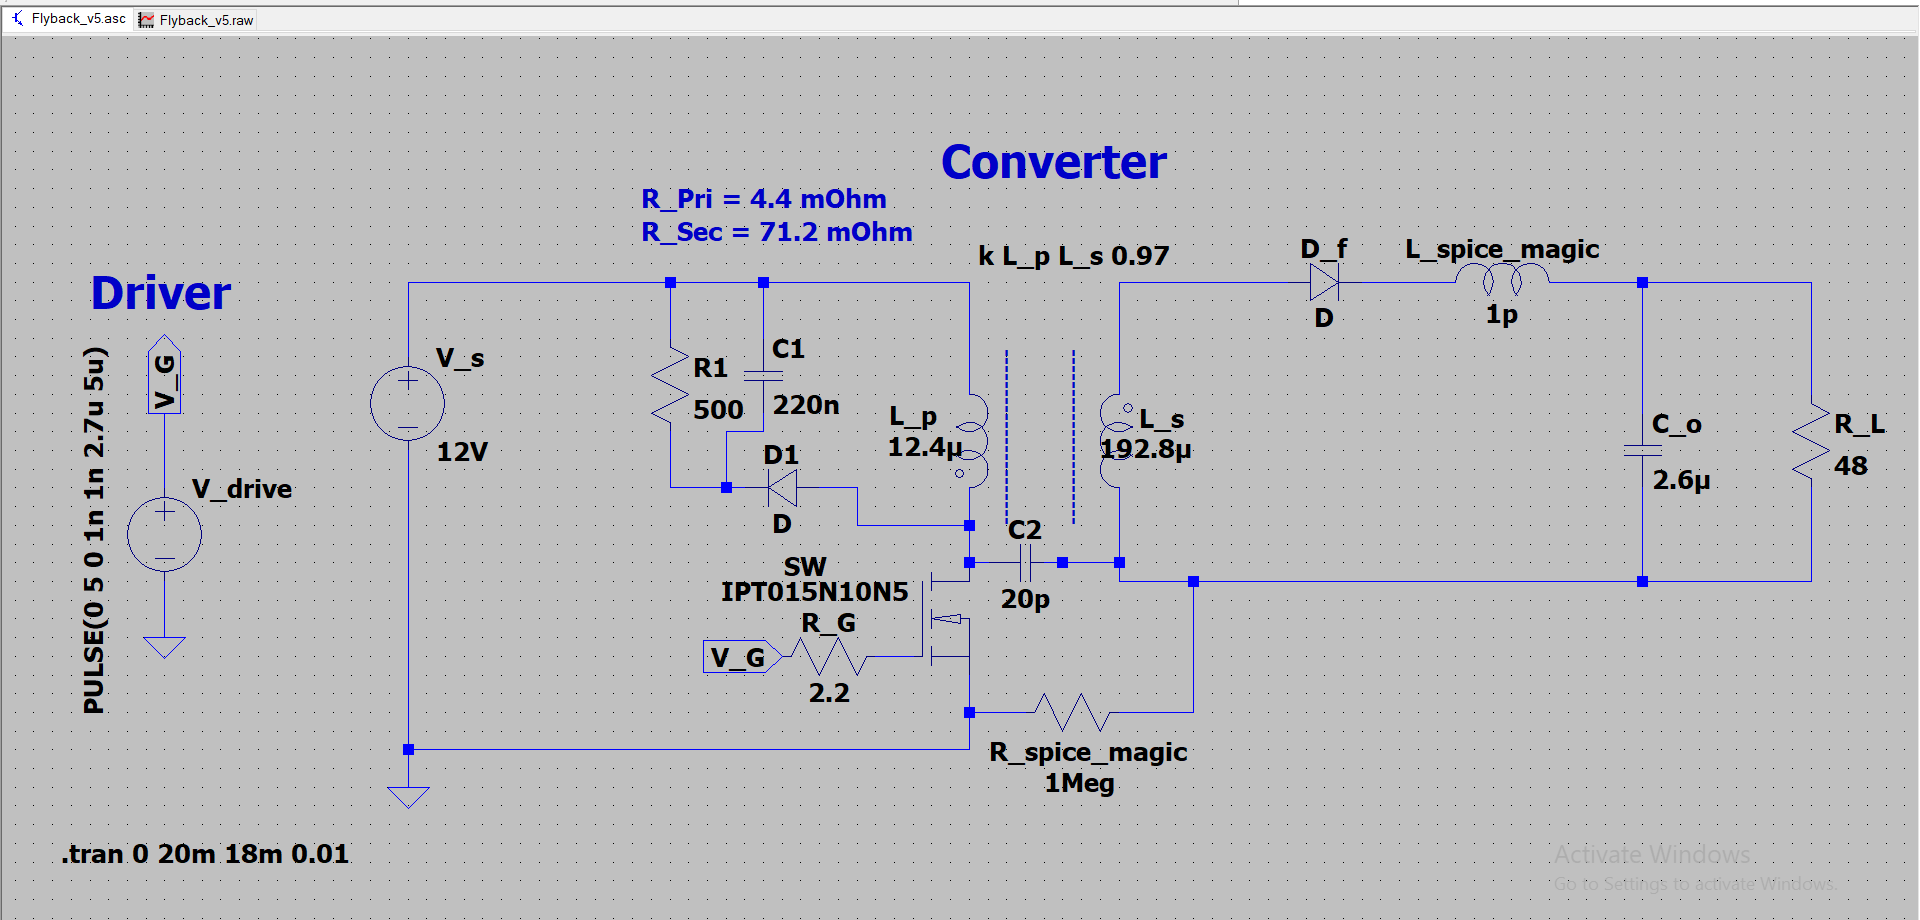 Flyback_v5.asc
Flyback_v5.raw
Converter
R_Pri = 4.4 mOhm
R_Sec = 71.2 mOhm
k L_p L_s 0.97
D_f
D
L_spice_magic
1p
Driver
V_G
PULSE(0 5 0 1n 1n 2.7u 5u)
V_drive
V_s
12V
R1
500
C1
220n
D1
D
L_p
12.4µ
L_s
192.8µ
C_o
2.6µ
R_L
48
C2
20p
SW
IPT015N10N5
R_G
2.2
V_G
R_spice_magic
1Meg
.tran 0 20m 18m 0.01
Activate Windows
Go to Settings to activate Windows.